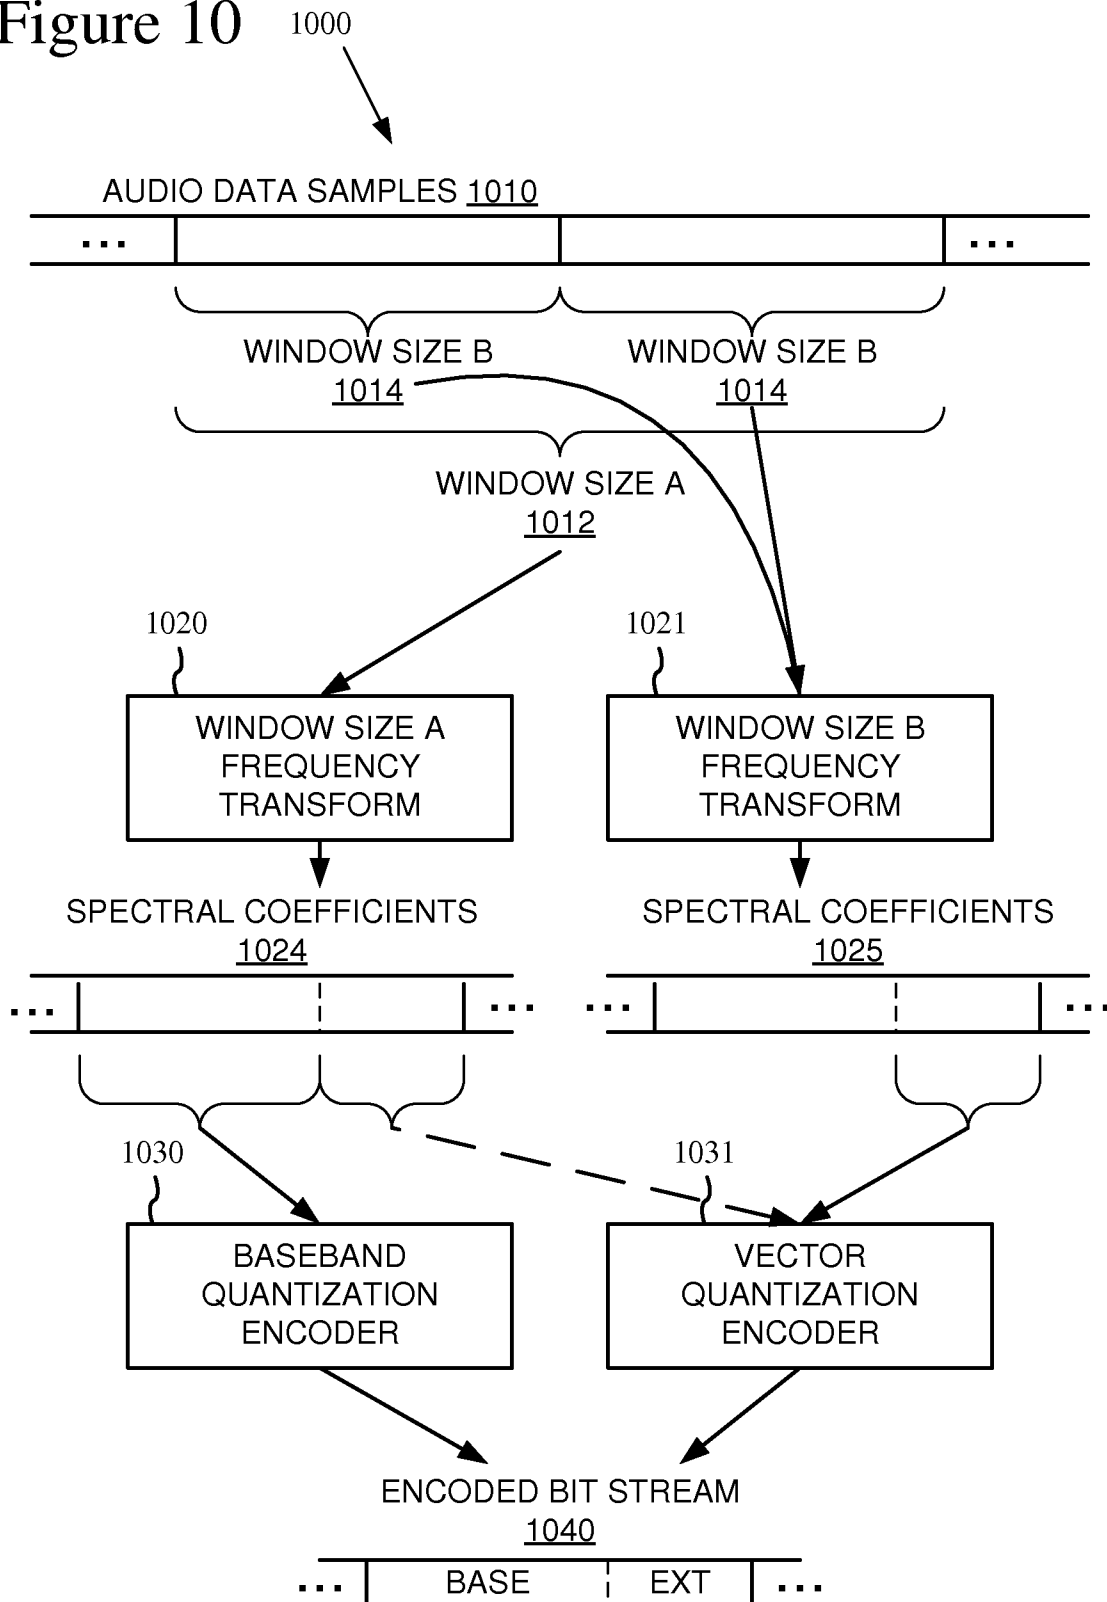 Figure 10
1000
AUDIO DATA SAMPLES 1010
... ...
WINDOW SIZE B WINDOW SIZE B
1014 1014
WINDOW SIZE A
1012
1020 1021
WINDOW SIZE A
FREQUENCY
TRANSFORM
WINDOW SIZE B
FREQUENCY
TRANSFORM
SPECTRAL COEFFICIENTS
1024
SPECTRAL COEFFICIENTS
1025
... ... ... ...
1030 1031
BASEBAND
QUANTIZATION
ENCODER
VECTOR
QUANTIZATION
ENCODER
ENCODED BIT STREAM
1040
... BASE EXT ...